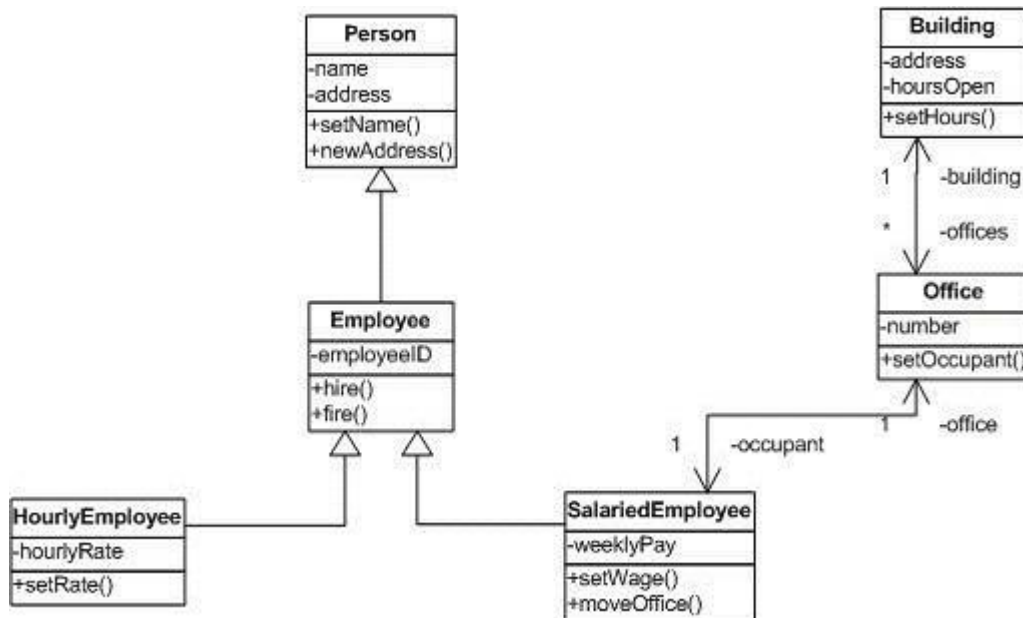 Person
-name
-address
+setName()
+newAddress()
Building
-address
-hoursOpen
+setHours()
1 -building
* -offices
Office
-number
+setOccupant()
1 -office
1 -occupant
Employee
-employeeID
+hire()
+fire()
HourlyEmployee
-hourlyRate
+setRate()
SalariedEmployee
-weeklyPay
+setWage()
+moveOffice()